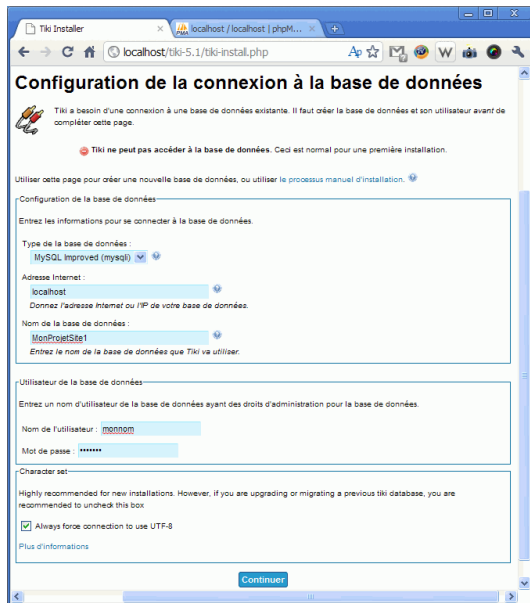 Tiki Installer
localhost / localhost | phpM...
localhost/tiki-5.1/tiki-install.php
Configuration de la connexion à la base de données
Tiki a besoin d'une connexion à une base de données existante. Il faut créer la base de données et son utilisateur avant de
compléter cette page.
Tiki ne peut pas accéder à la base de données. Ceci est normal pour une première installation.
Utiliser cette page pour créer une nouvelle base de données, ou utiliser le processus manuel d'installation.
Configuration de la base de données
Entrez les informations pour se connecter à la base de données.
Type de la base de données :
MySQL Improved (mysqli)
Adresse Internet :
localhost
Donnez l'adresse Internet ou l'IP de votre base de données.
Nom de la base de données :
MonProjetSite1
Entrez le nom de la base de données que Tiki va utiliser.
Utilisateur de la base de données
Entrez un nom d'utilisateur de la base de données ayant des droits d'administration pour la base de données.
Nom de l'utilisateur : monnom
Mot de passe : •••••••
Character set
Highly recommended for new installations. However, if you are upgrading or migrating a previous tiki database, you are
recommended to uncheck this box
Always force connection to use UTF-8
Plus d'informations
Continuer